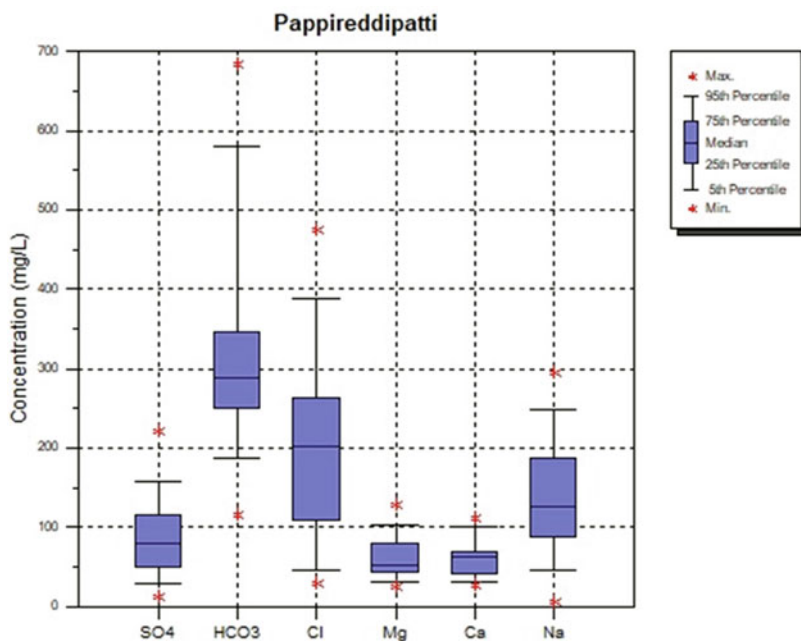 Pappireddipatti
Concentration (mg/L)
700
600
500
400
300
200
100
0
SO4 HCO3 Cl Mg Ca Na
Max.
95th Percentile
75th Percentile
Median
25th Percentile
5th Percentile
Min.